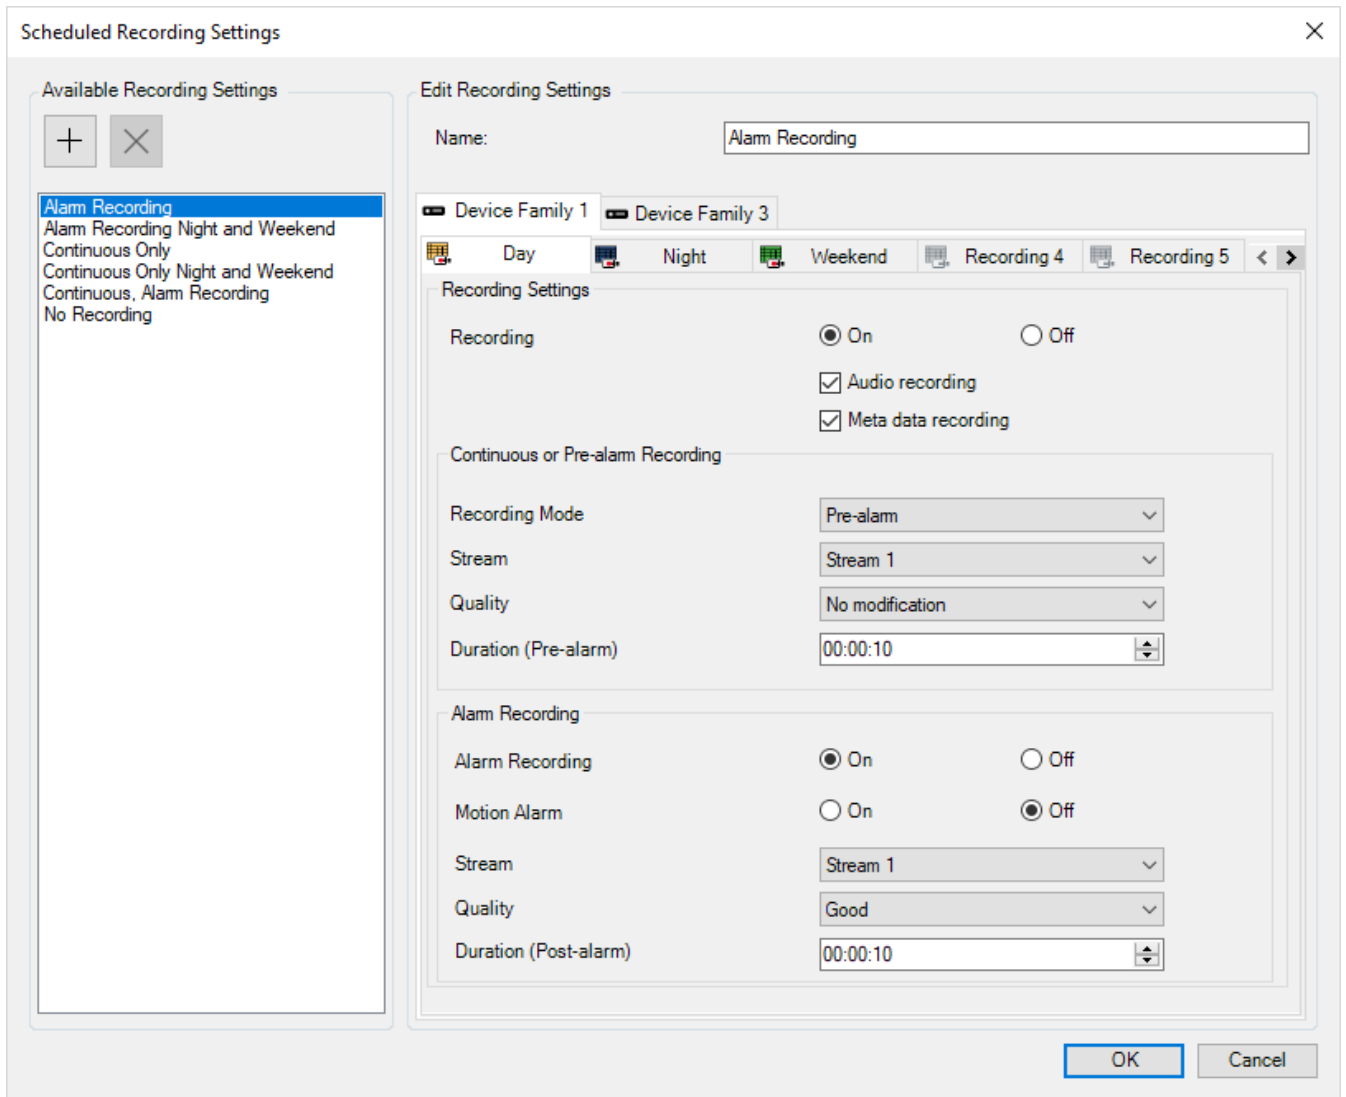 Scheduled Recording Settings
Available Recording Settings
Alarm Recording
Alarm Recording Night and Weekend
Continuous Only
Continuous Only Night and Weekend
Continuous, Alarm Recording
No Recording
Edit Recording Settings
Name: Alarm Recording
Device Family 1 Device Family 3
Day Night Weekend Recording 4 Recording 5
Recording Settings
Recording On Off
Audio recording
Meta data recording
Continuous or Pre-alarm Recording
Recording Mode Pre-alarm
Stream Stream 1
Quality No modification
Duration (Pre-alarm) 00:00:10
Alarm Recording
Alarm Recording On Off
Motion Alarm On Off
Stream Stream 1
Quality Good
Duration (Post-alarm) 00:00:10
OK Cancel